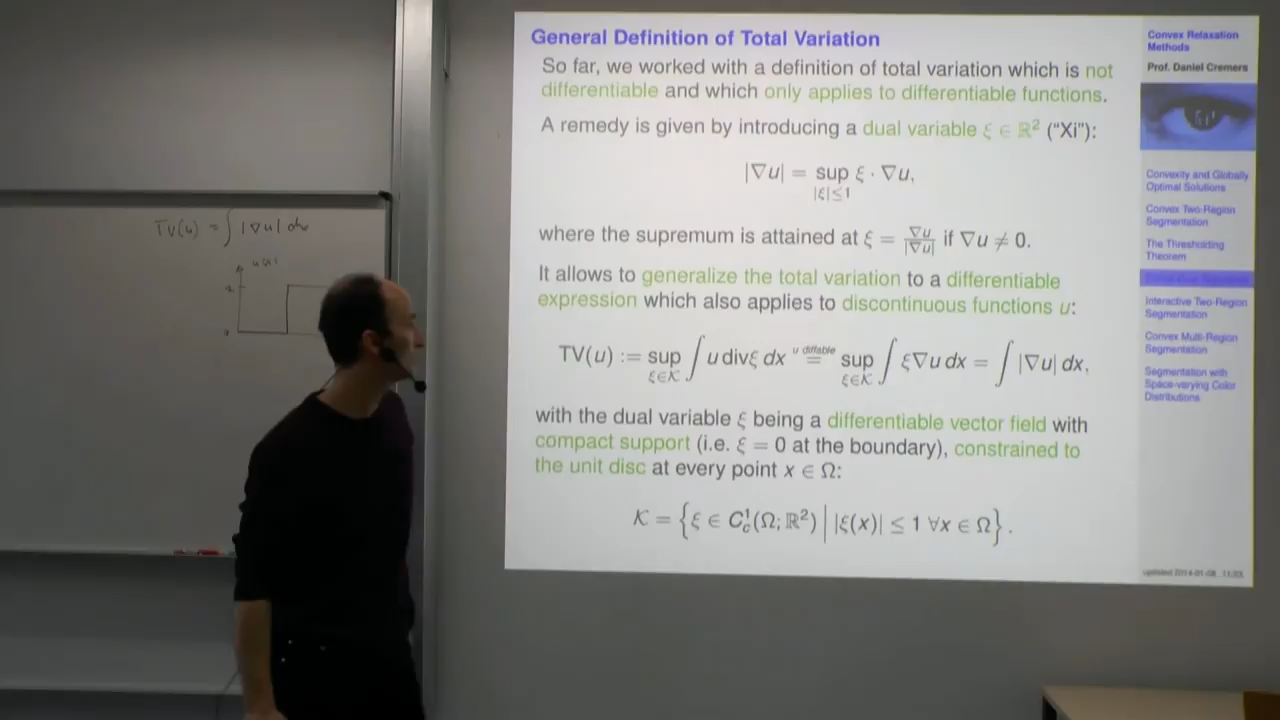 TV(u) = ∫ |∇u| dx
u(x)
General Definition of Total Variation
So far, we worked with a definition of total variation which is not
differentiable and which only applies to differentiable functions.
A remedy is given by introducing a dual variable ξ ∈ ℝ² (“Xi”):
|∇u| = sup ξ · ∇u,
|ξ|≤1
where the supremum is attained at ξ = ∇u/|∇u| if ∇u ≠ 0.
It allows to generalize the total variation to a differentiable
expression which also applies to discontinuous functions u:
TV(u) := sup ∫ u divξ dx u diffable = sup ∫ ξ∇u dx = ∫ |∇u| dx,
ξ∈K ξ∈K
with the dual variable ξ being a differentiable vector field with
compact support (i.e. ξ = 0 at the boundary), constrained to
the unit disc at every point x ∈ Ω:
K = {ξ ∈ C¹c(Ω; ℝ²) | |ξ(x)| ≤ 1 ∀x ∈ Ω}.
Convex Relaxation
Methods
Prof. Daniel Cremers
Convexity and Globally
Optimal Solutions
Convex Two-Region
Segmentation
The Thresholding
Theorem
Interactive Two-Region
Segmentation
Convex Multi-Region
Segmentation
Segmentation with
Space-varying Color
Distributions